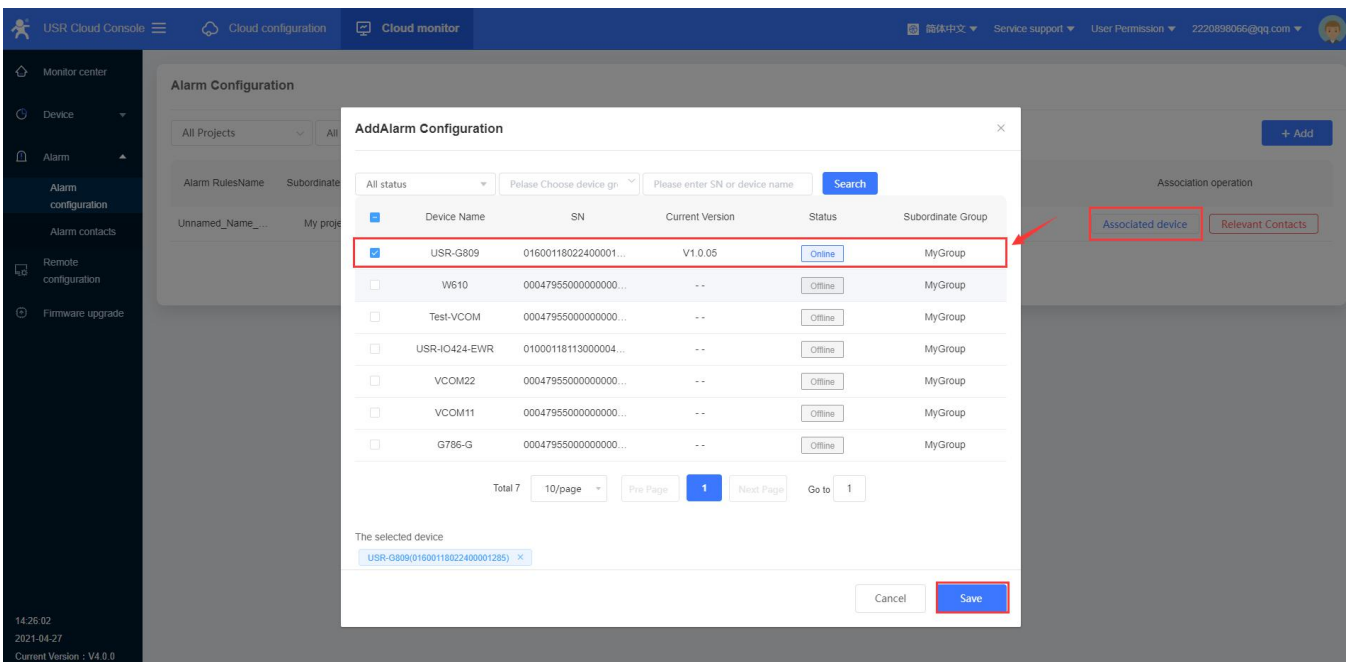 USR Cloud Console Cloud configuration Cloud monitor 简体中文 Service support User Permission 2220898066@qq.com
Monitor center
Device
Alarm
Alarm
configuration
Alarm contacts
Remote
configuration
Firmware upgrade
14:26:02
2021-04-27
Current Version：V4.0.0
Alarm Configuration
All Projects All
+ Add
Alarm RulesName Subordinate Association operation
Unnamed_Name_... My proje Associated device Relevant Contacts
AddAlarm Configuration ×
All status Pelase Choose device gr Please enter SN or device name Search
Device Name SN Current Version Status Subordinate Group
USR-G809 01600118022400001... V1.0.05 Online MyGroup
W610 00047955000000000... - - Offline MyGroup
Test-VCOM 00047955000000000... - - Offline MyGroup
USR-IO424-EWR 01000118113000004... - - Offline MyGroup
VCOM22 00047955000000000... - - Offline MyGroup
VCOM11 00047955000000000... - - Offline MyGroup
G786-G 00047955000000000... - - Offline MyGroup
Total 7 10/page Pre Page 1 Next Page Go to 1
The selected device
USR-G809(01600118022400001285) ×
Cancel Save